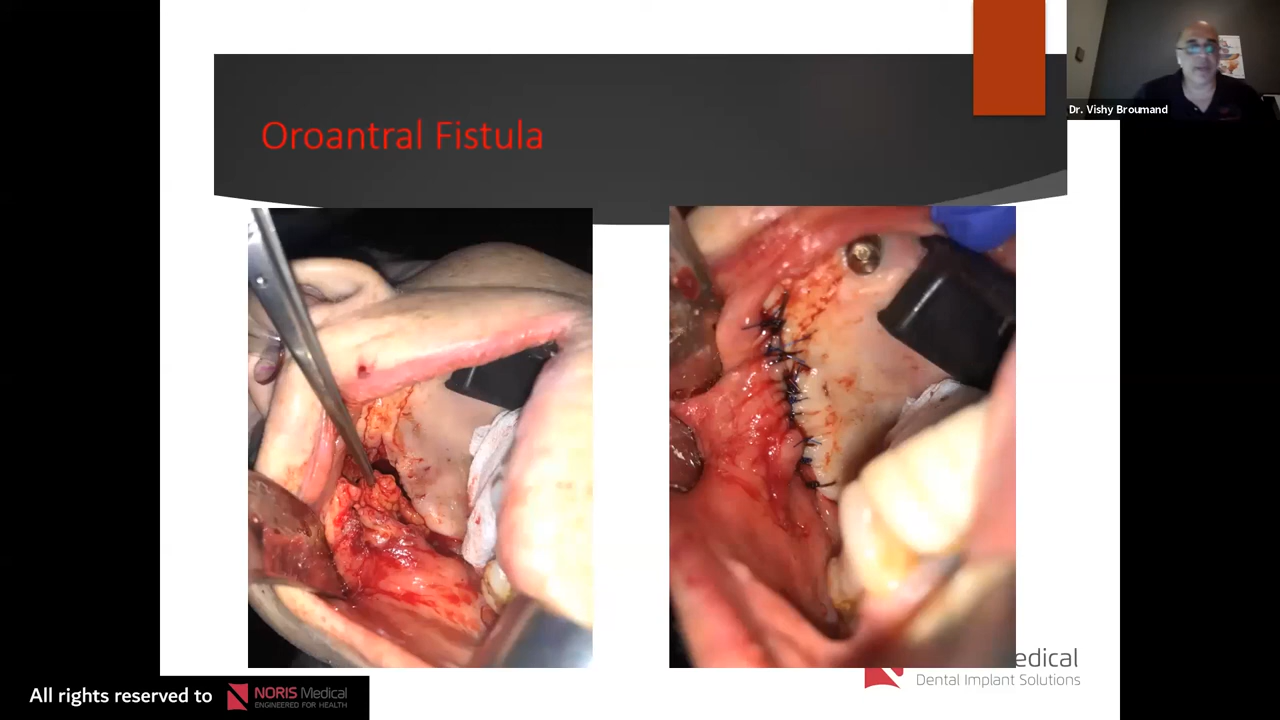 Oroantral Fistula
Dr. Vishy Broumand
edical
Dental Implant Solutions
All rights reserved to
NORIS Medical
ENGINEERED FOR HEALTH